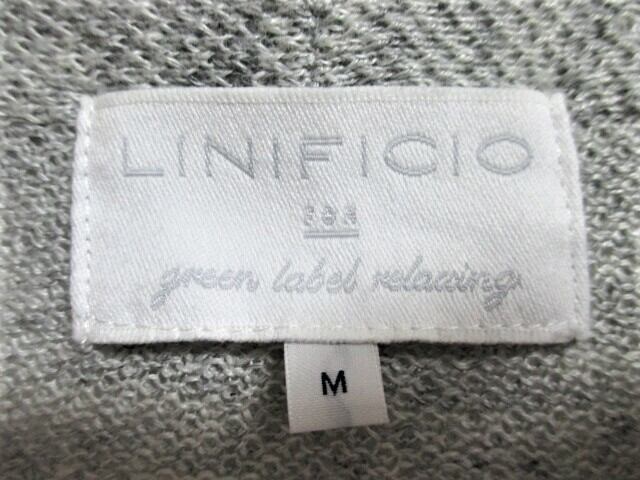 LINIFICIO
green label relaxing
M